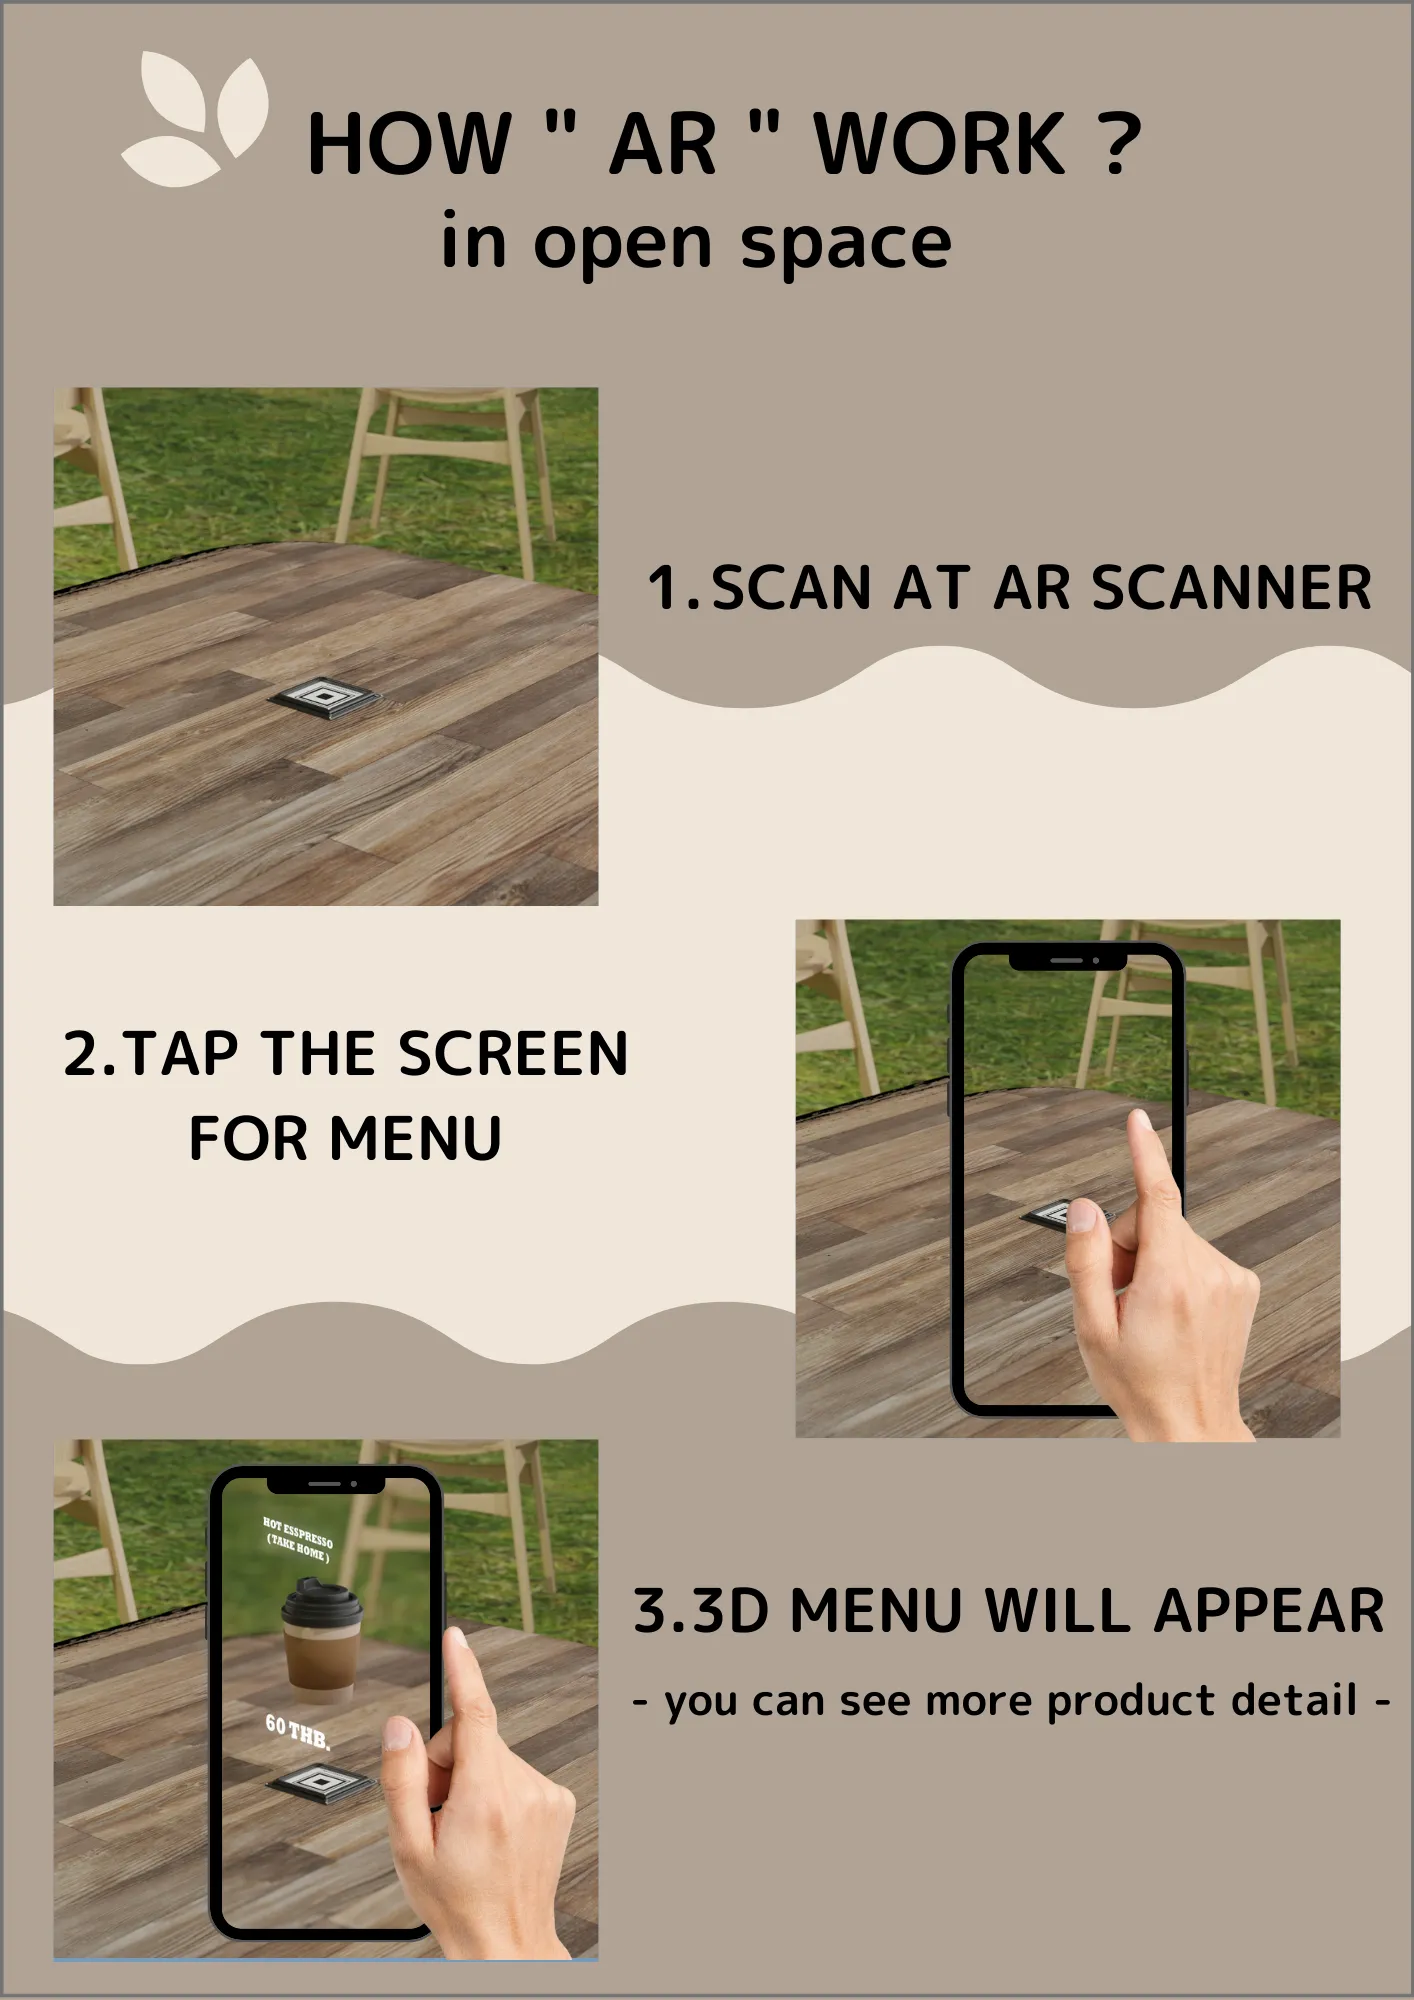 HOW " AR " WORK ?
in open space
1.SCAN AT AR SCANNER
2.TAP THE SCREEN
FOR MENU
HOT ESSPRESSO
(TAKE HOME)
60 THB.
3.3D MENU WILL APPEAR
- you can see more product detail -